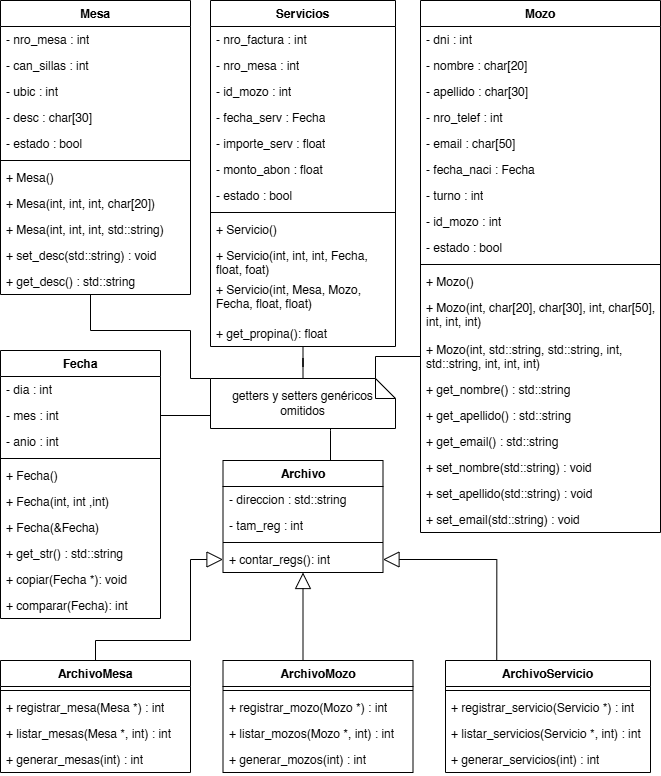 Mesa
- nro_mesa : int
- can_sillas : int
- ubic : int
- desc : char[30]
- estado : bool
+ Mesa()
+ Mesa(int, int, int, char[20])
+ Mesa(int, int, int, std::string)
+ set_desc(std::string) : void
+ get_desc() : std::string
Servicios
- nro_factura : int
- nro_mesa : int
- id_mozo : int
- fecha_serv : Fecha
- importe_serv : float
- monto_abon : float
- estado : bool
+ Servicio()
+ Servicio(int, int, int, Fecha,
float, foat)
+ Servicio(int, Mesa, Mozo,
Fecha, float, float)
+ get_propina(): float
Mozo
- dni : int
- nombre : char[20]
- apellido : char[30]
- nro_telef : int
- email : char[50]
- fecha_naci : Fecha
- turno : int
- id_mozo : int
- estado : bool
+ Mozo()
+ Mozo(int, char[20], char[30], int, char[50],
int, int, int)
+ Mozo(int, std::string, std::string, int,
std::string, int, int, int)
+ get_nombre() : std::string
+ get_apellido() : std::string
+ get_email() : std::string
+ set_nombre(std::string) : void
+ set_apellido(std::string) : void
+ set_email(std::string) : void
Fecha
- dia : int
- mes : int
- anio : int
+ Fecha()
+ Fecha(int, int ,int)
+ Fecha(&Fecha)
+ get_str() : std::string
+ copiar(Fecha *): void
+ comparar(Fecha): int
getters y setters genéricos
omitidos
Archivo
- direccion : std::string
- tam_reg : int
+ contar_regs(): int
ArchivoMesa
+ registrar_mesa(Mesa *) : int
+ listar_mesas(Mesa *, int) : int
+ generar_mesas(int) : int
ArchivoMozo
+ registrar_mozo(Mozo *) : int
+ listar_mozos(Mozo *, int) : int
+ generar_mozos(int) : int
ArchivoServicio
+ registrar_servicio(Servicio *) : int
+ listar_servicios(Servicio *, int) : int
+ generar_servicios(int) : int